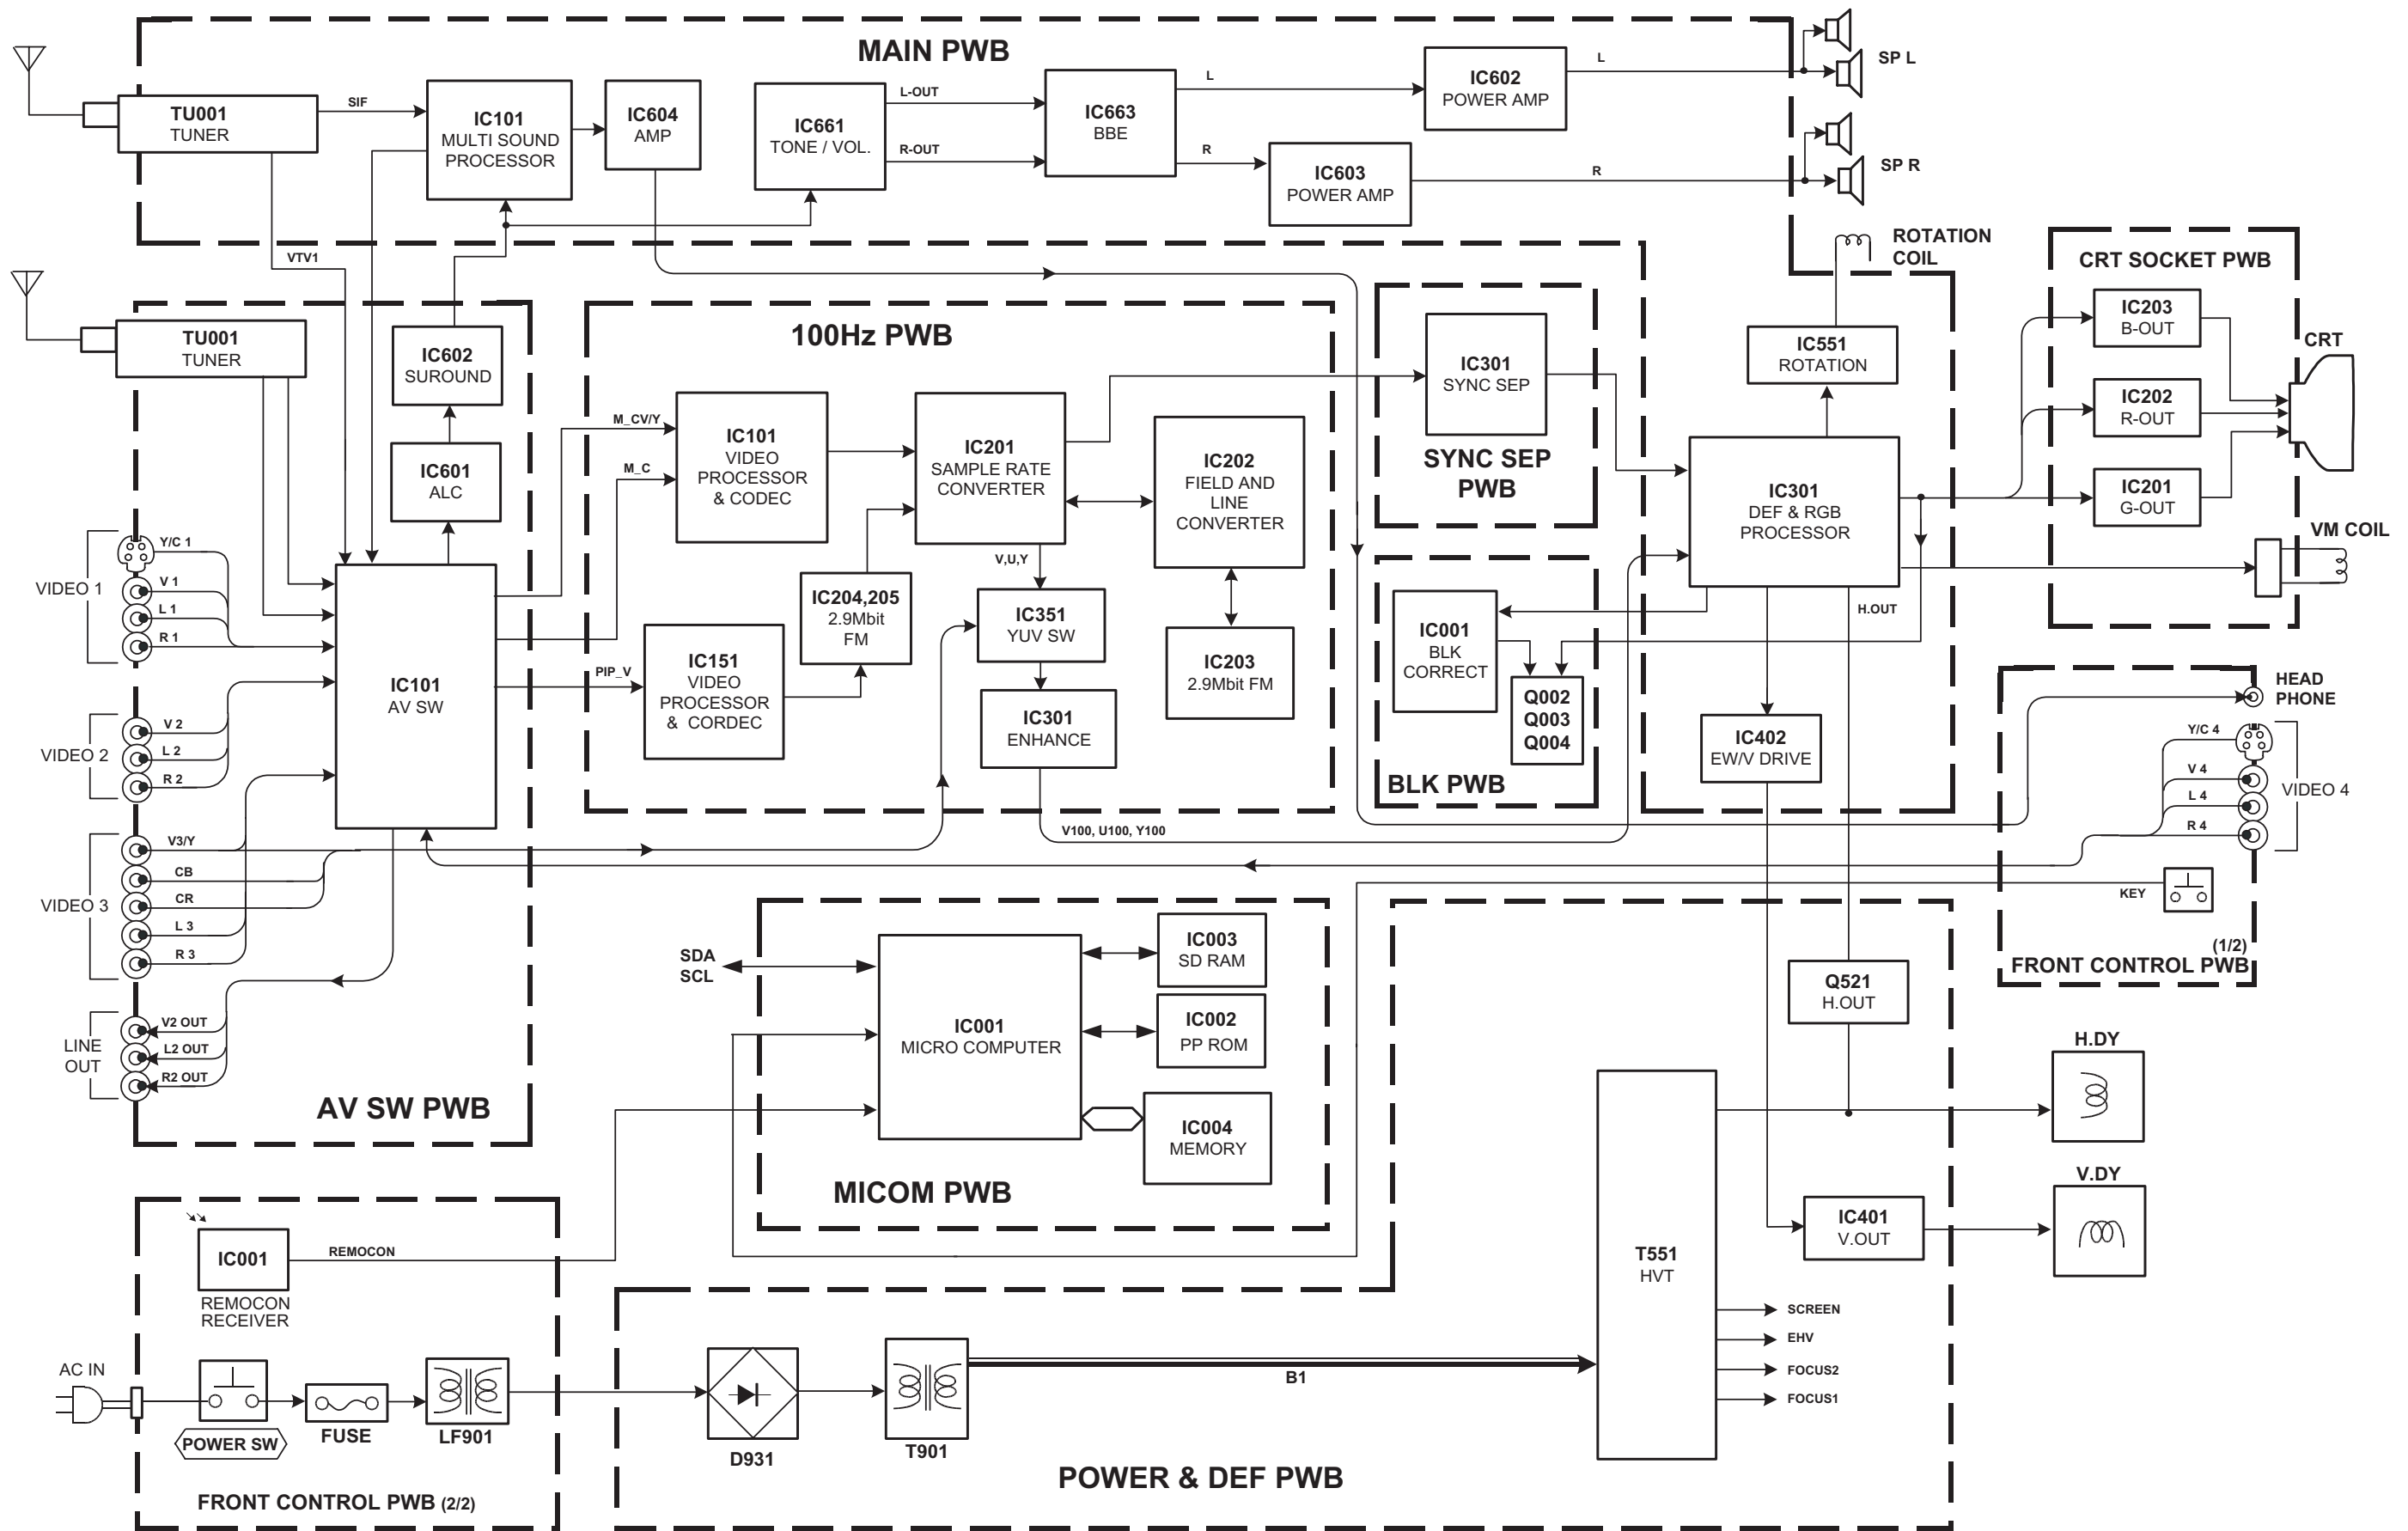 MAIN PWB
TU001
TUNER
SIF
IC101
MULTI SOUND
PROCESSOR
IC604
AMP
IC661
TONE / VOL.
L-OUT
R-OUT
IC663
BBE
L
R
IC602
POWER AMP
IC603
POWER AMP
L
R
SP L
SP R
VTV1
TU001
TUNER
IC602
SUROUND
IC601
ALC
IC101
AV SW
VIDEO 1
Y/C 1
V 1
L 1
R 1
VIDEO 2
V 2
L 2
R 2
VIDEO 3
V3/Y
CB
CR
L 3
R 3
LINE
OUT
V2 OUT
L2 OUT
R2 OUT
AV SW PWB
100Hz PWB
M_CV/Y
M_C
PIP_V
IC101
VIDEO
PROCESSOR
& CODEC
IC151
VIDEO
PROCESSOR
& CORDEC
IC201
SAMPLE RATE
CONVERTER
IC204,205
2.9Mbit
FM
V,U,Y
IC351
YUV SW
IC301
ENHANCE
IC202
FIELD AND
LINE
CONVERTER
IC203
2.9Mbit FM
V100, U100, Y100
IC301
SYNC SEP
SYNC SEP
PWB
IC001
BLK
CORRECT
Q002
Q003
Q004
BLK PWB
ROTATION
COIL
IC551
ROTATION
IC301
DEF & RGB
PROCESSOR
H.OUT
IC402
EW/V DRIVE
CRT SOCKET PWB
IC203
B-OUT
IC202
R-OUT
IC201
G-OUT
CRT
VM COIL
HEAD
PHONE
Y/C 4
V 4
L 4
R 4
VIDEO 4
KEY
(1/2)
FRONT CONTROL PWB
SDA
SCL
IC001
MICRO COMPUTER
IC003
SD RAM
IC002
PP ROM
IC004
MEMORY
MICOM PWB
Q521
H.OUT
H.DY
V.DY
IC401
V.OUT
T551
HVT
SCREEN
EHV
FOCUS2
FOCUS1
IC001
REMOCON
RECEIVER
REMOCON
AC IN
POWER SW
FUSE
LF901
FRONT CONTROL PWB (2/2)
D931
T901
B1
POWER & DEF PWB